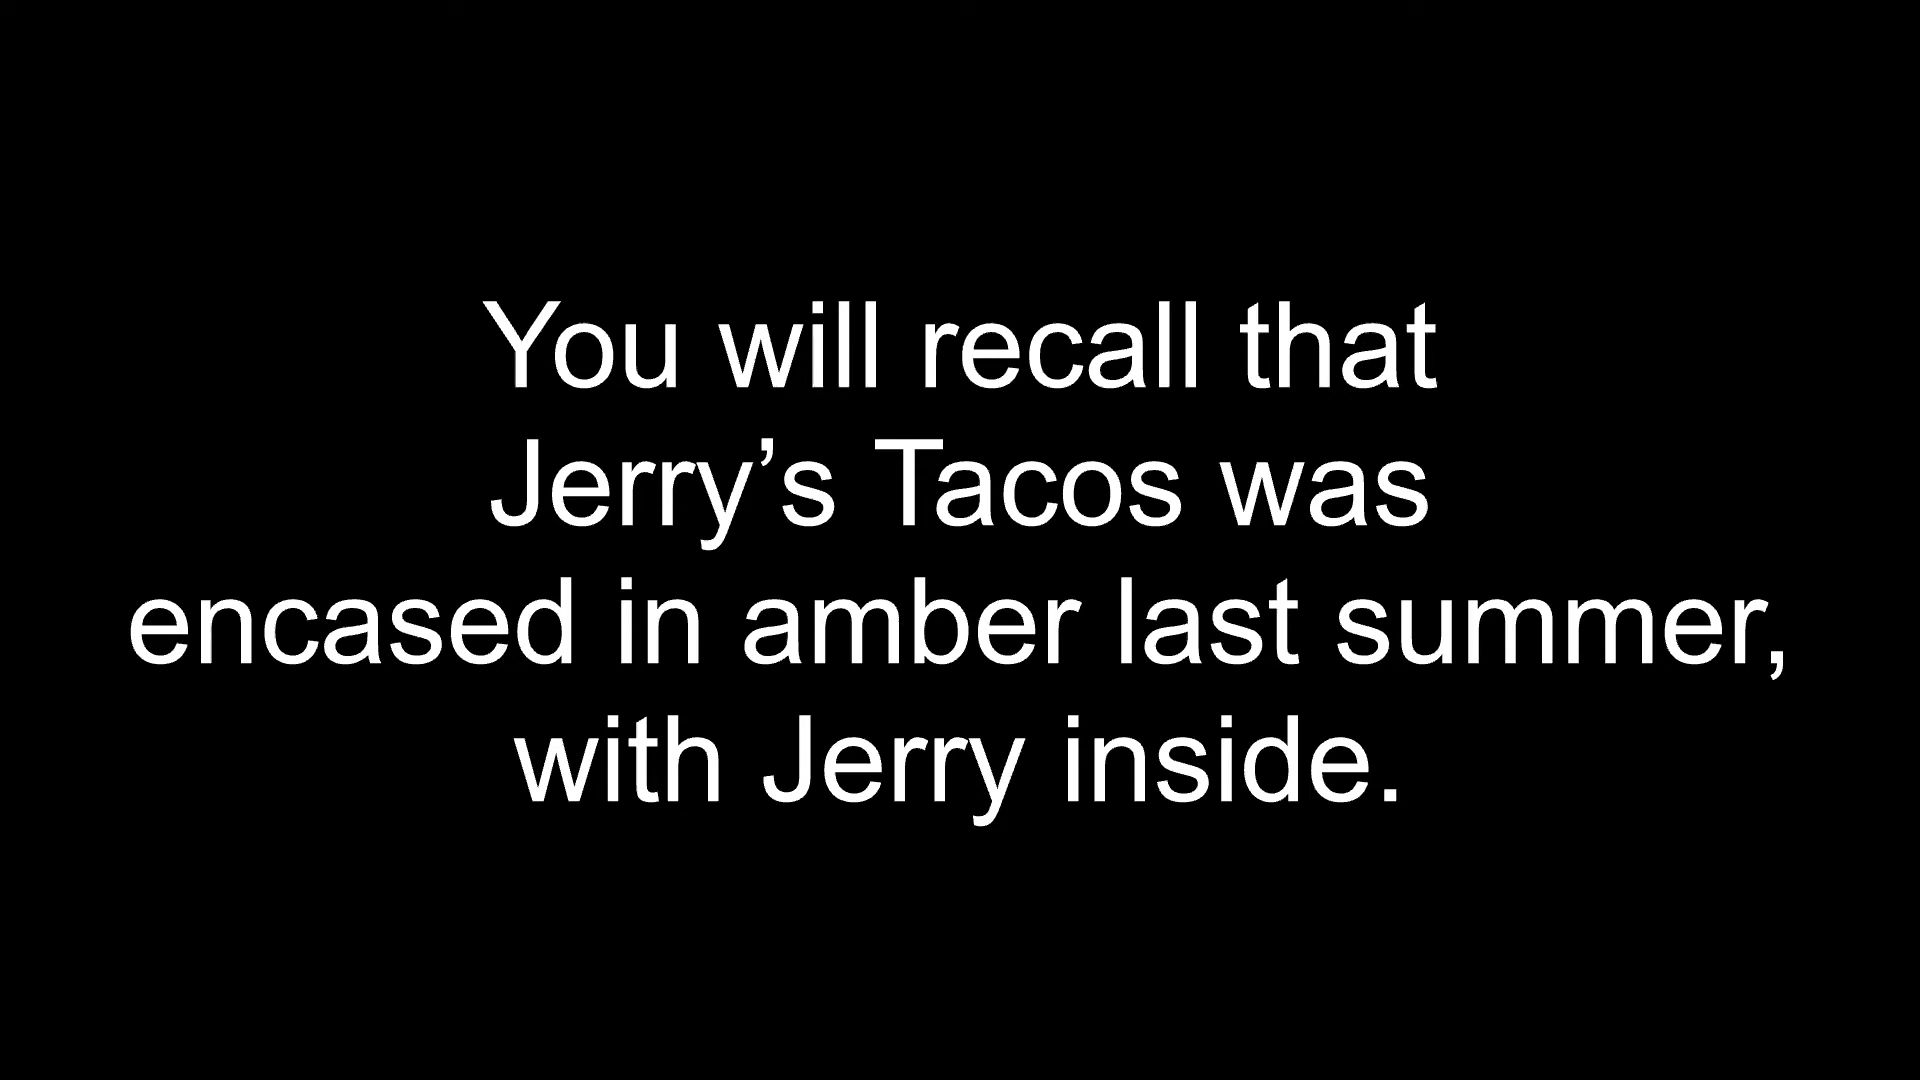 You will recall that
Jerry’s Tacos was
encased in amber last summer,
with Jerry inside.